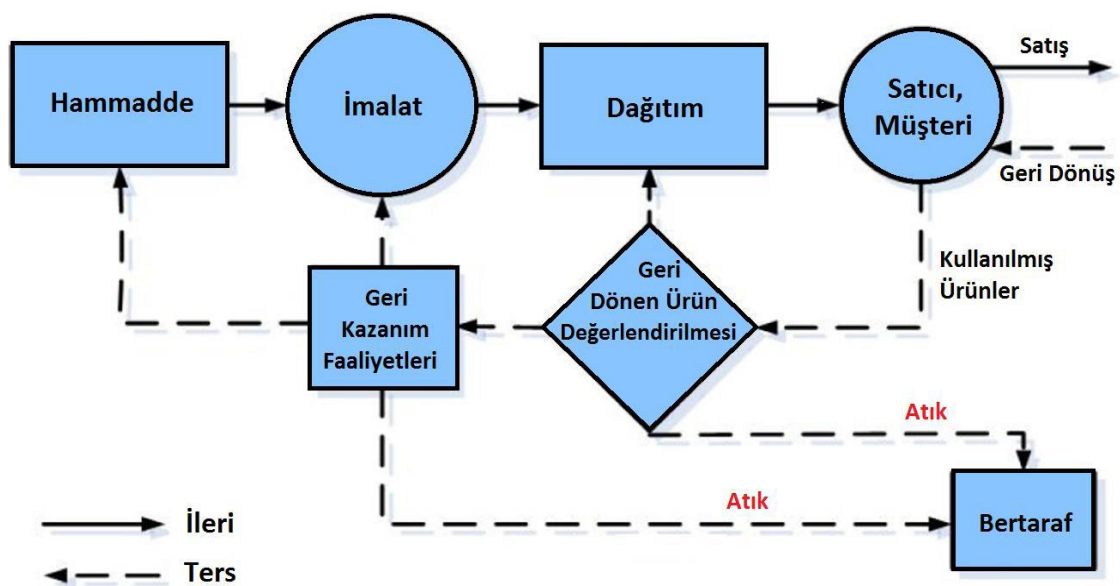 Hammadde
İmalat
Dağıtım
Satıcı,
Müşteri
Satış
Geri Dönüş
Kullanılmış
Ürünler
Geri
Dönen Ürün
Değerlendirilmesi
Geri
Kazanım
Faaliyetleri
Atık
Atık
Bertaraf
İleri
Ters